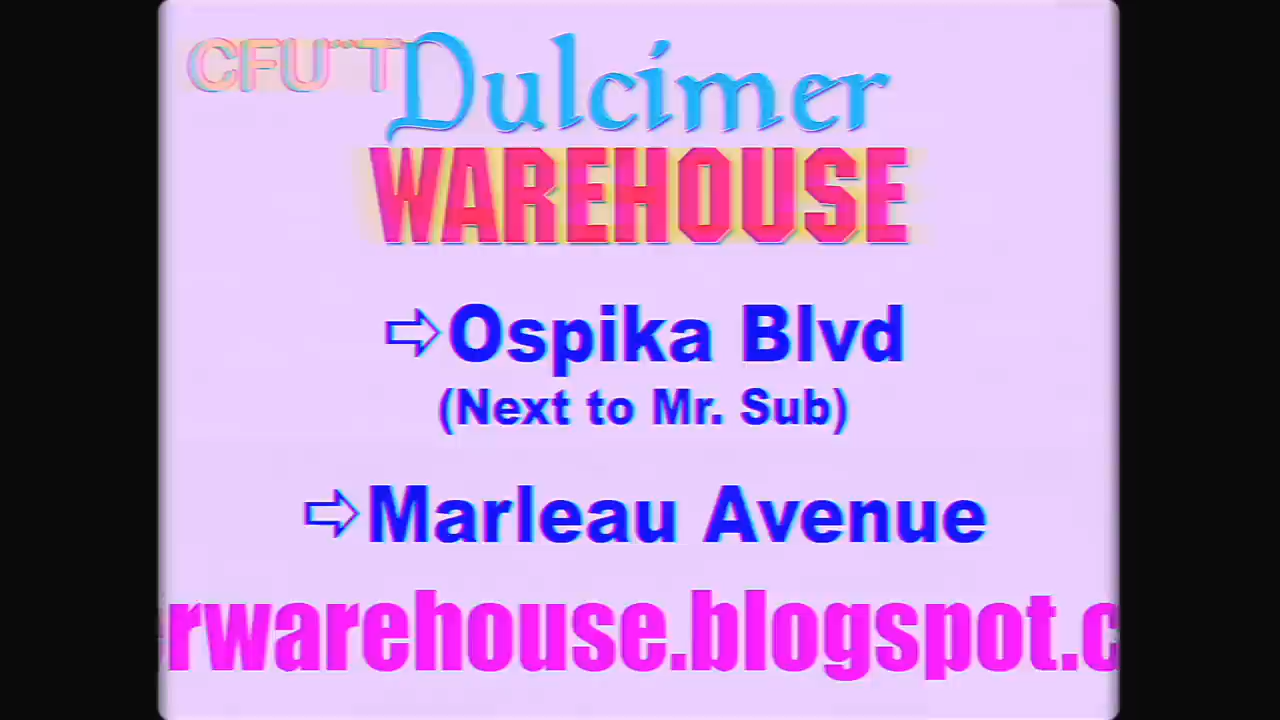 CFU¨T
Dulcimer
WAREHOUSE
⇨Ospika Blvd
(Next to Mr. Sub)
⇨Marleau Avenue
rwarehouse.blogspot.c